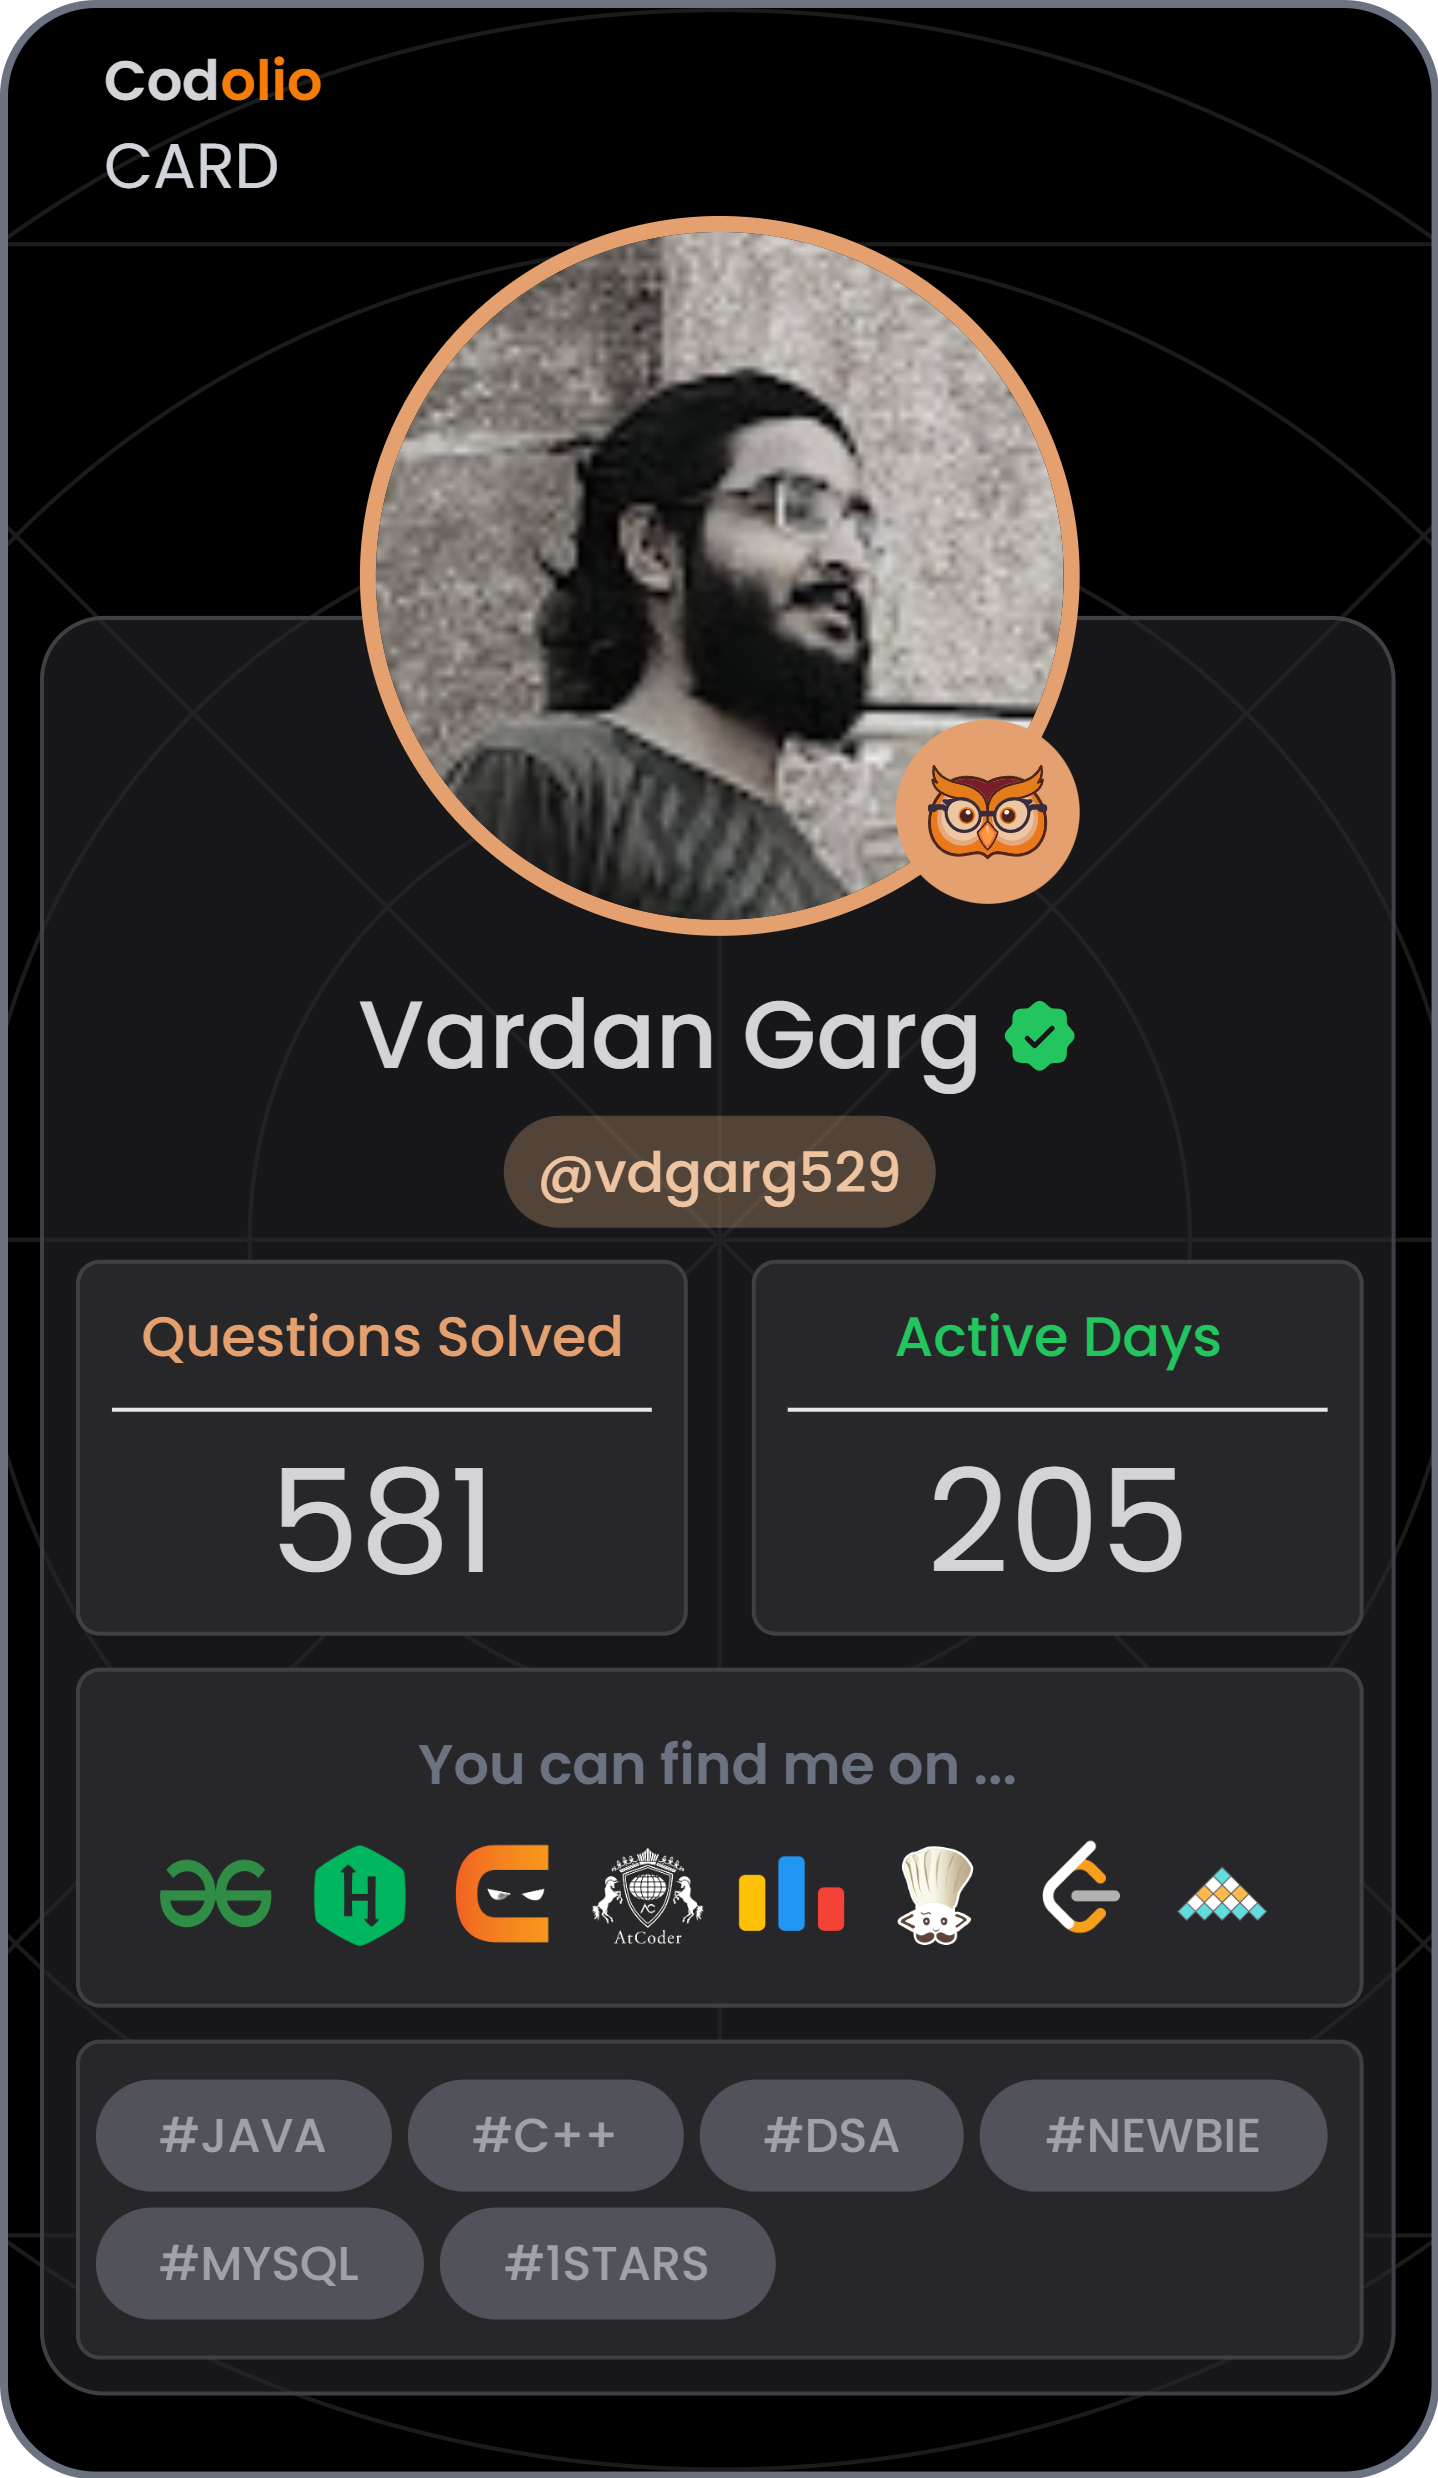 Codolio
CARD
Vardan Garg
@vdgarg529
Questions Solved
Active Days
581
205
You can find me on ...
AtCoder
#JAVA
#C++
#DSA
#NEWBIE
#MYSQL
#1STARS